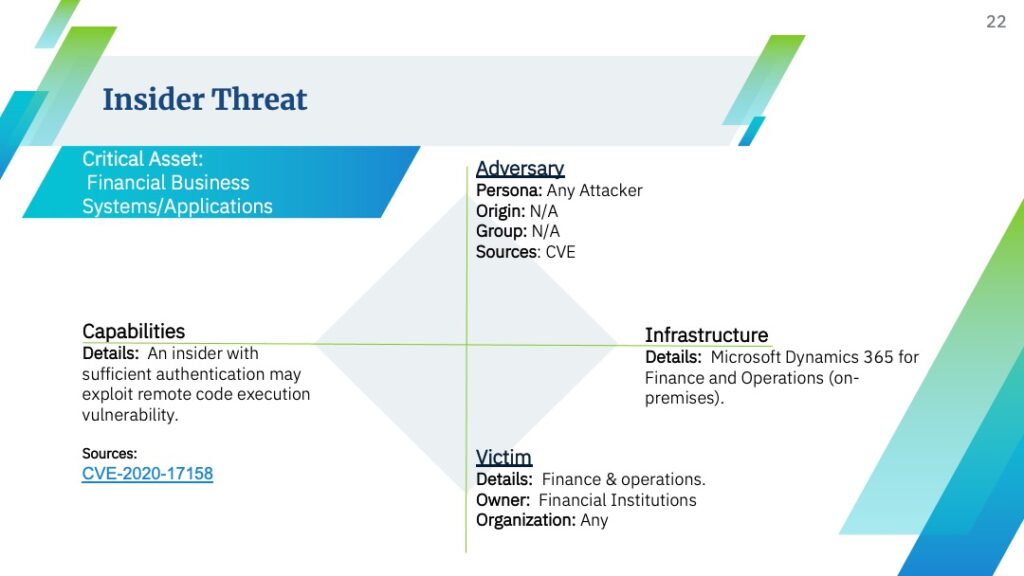 22
Insider Threat
Critical Asset:
Financial Business
Systems/Applications
Adversary
Persona: Any Attacker
Origin: N/A
Group: N/A
Sources: CVE
Capabilities
Details: An insider with
sufficient authentication may
exploit remote code execution
vulnerability.
Sources:
CVE-2020-17158
Infrastructure
Details: Microsoft Dynamics 365 for
Finance and Operations (on-
premises).
Victim
Details: Finance & operations.
Owner: Financial Institutions
Organization: Any